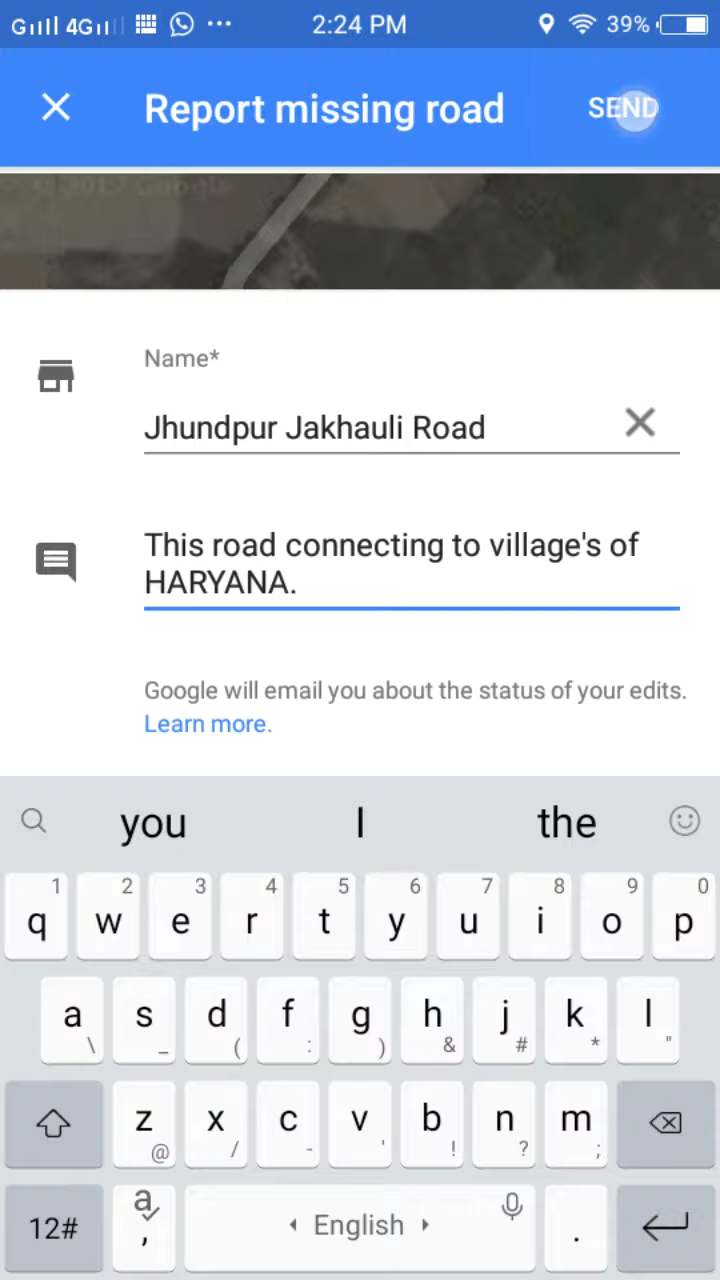 G 4G 2:24 PM 39%
Report missing road SEND
© 2017 Google
Name*
Jhundpur Jakhauli Road
This road connecting to village's of
HARYANA.
Google will email you about the status of your edits.
Learn more.
you I the
1 2 3 4 5 6 7 8 9 0
q w e r t y u i o p
a s d f g h j k l
\ _ ( : ) & # * "
z x c v b n m
@ / - ' ! ? ;
12# a , English .